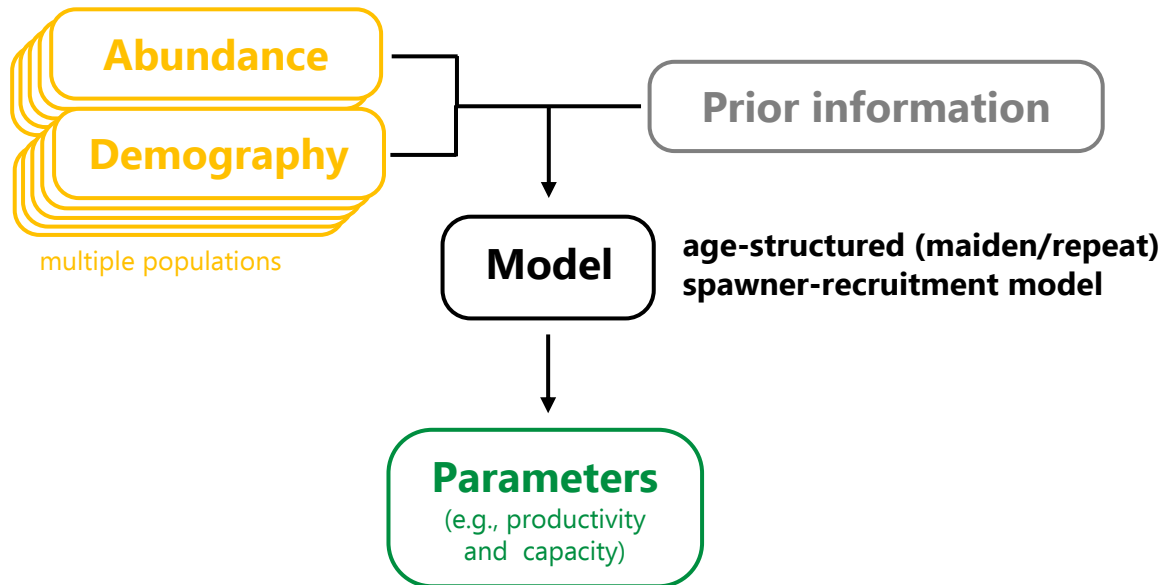 Abundance
Prior information
Demography
multiple populations
Model
age-structured (maiden/repeat)
spawner-recruitment model
Parameters
(e.g., productivity
and capacity)